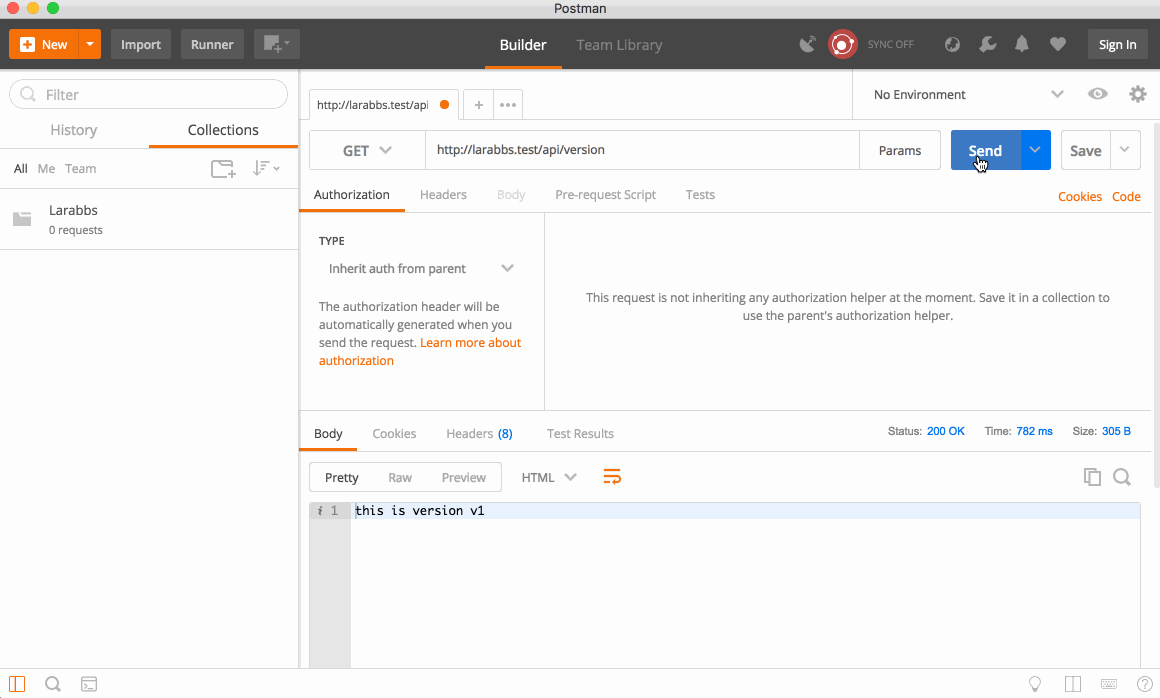 Postman
New
Import
Runner
Builder
Team Library
SYNC OFF
Sign In
Filter
History
Collections
All Me Team
Larabbs
0 requests
http://larabbs.test/api
No Environment
GET
http://larabbs.test/api/version
Params
Send
Save
Authorization
Headers
Body
Pre-request Script
Tests
Cookies
Code
TYPE
Inherit auth from parent
The authorization header will be
automatically generated when you
send the request. Learn more about
authorization
This request is not inheriting any authorization helper at the moment. Save it in a collection to
use the parent's authorization helper.
Body
Cookies
Headers (8)
Test Results
Status: 200 OK
Time: 782 ms
Size: 305 B
Pretty
Raw
Preview
HTML
i 1 this is version v1